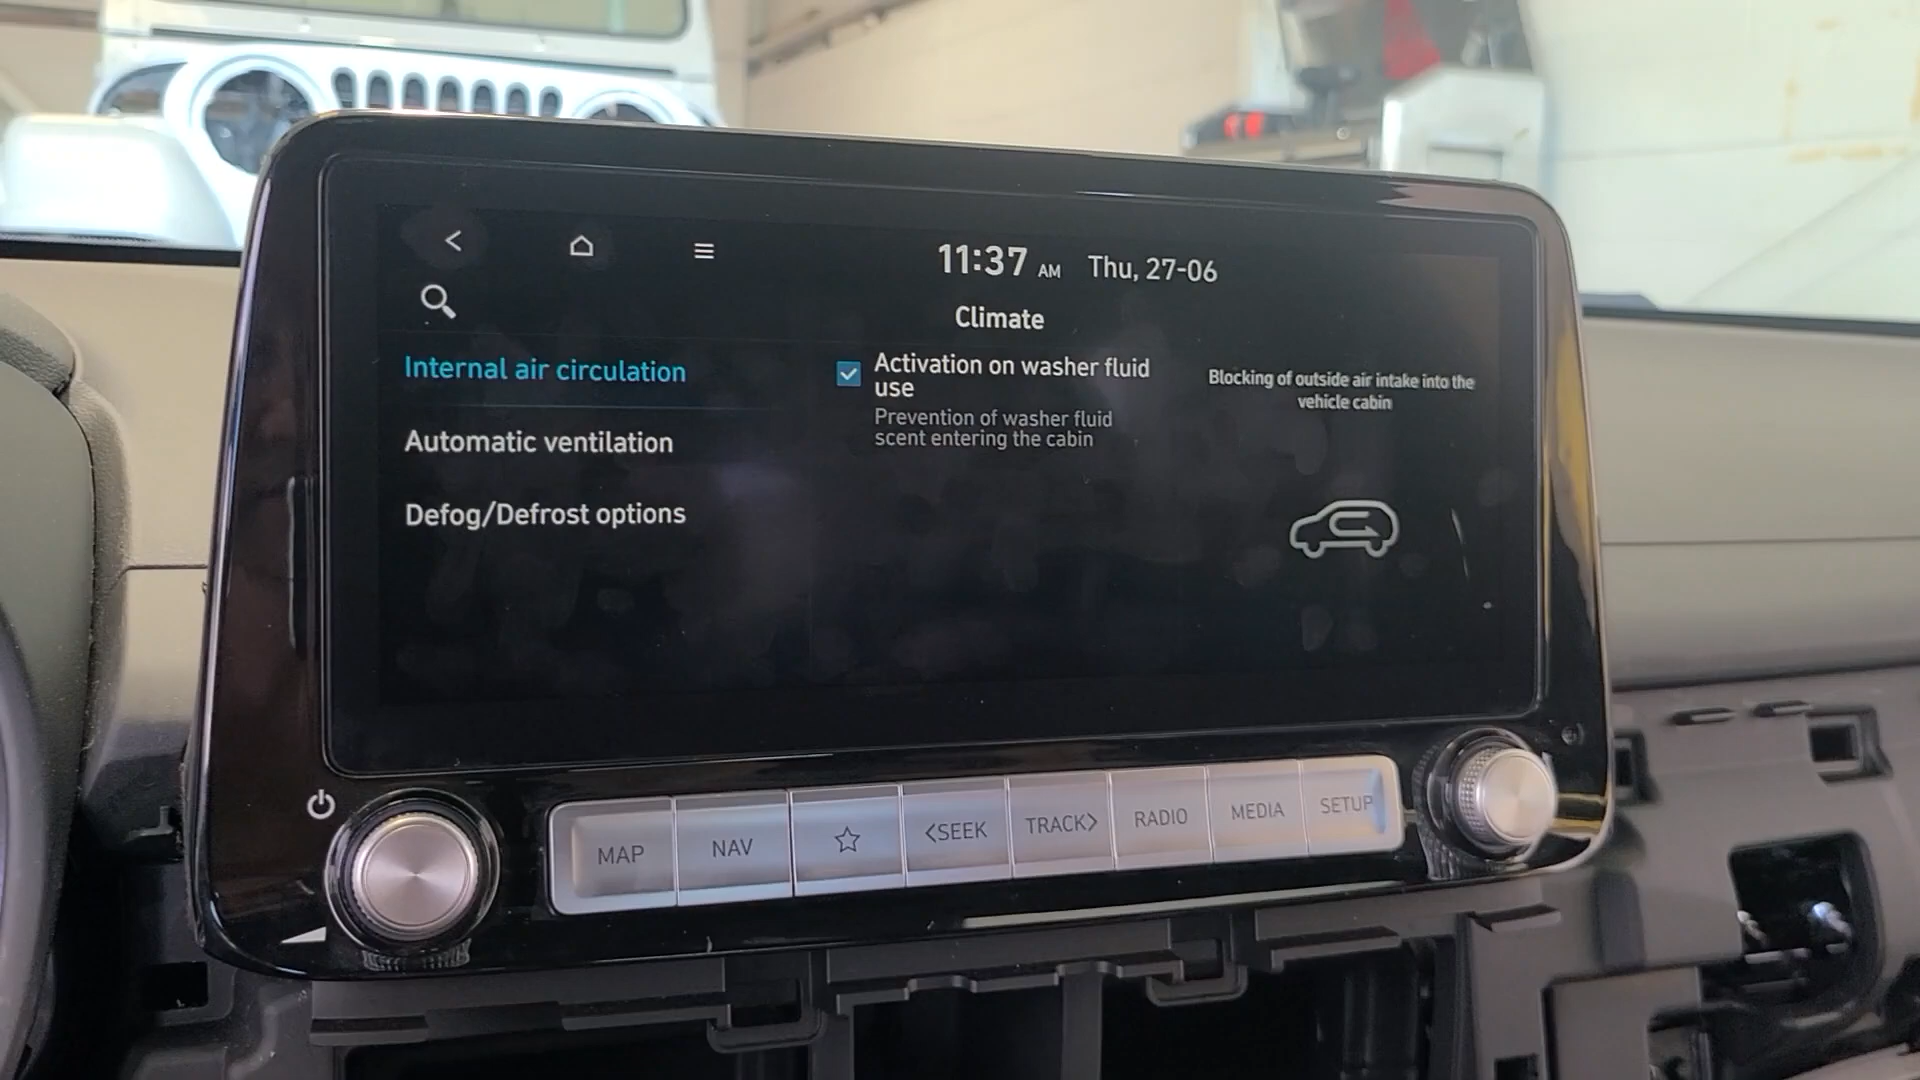 11:37 AM Thu, 27-06
Climate
Internal air circulation
Automatic ventilation
Defog/Defrost options
Activation on washer fluid
use
Prevention of washer fluid
scent entering the cabin
Blocking of outside air intake into the
vehicle cabin
MAP NAV <SEEK TRACK> RADIO MEDIA SETUP